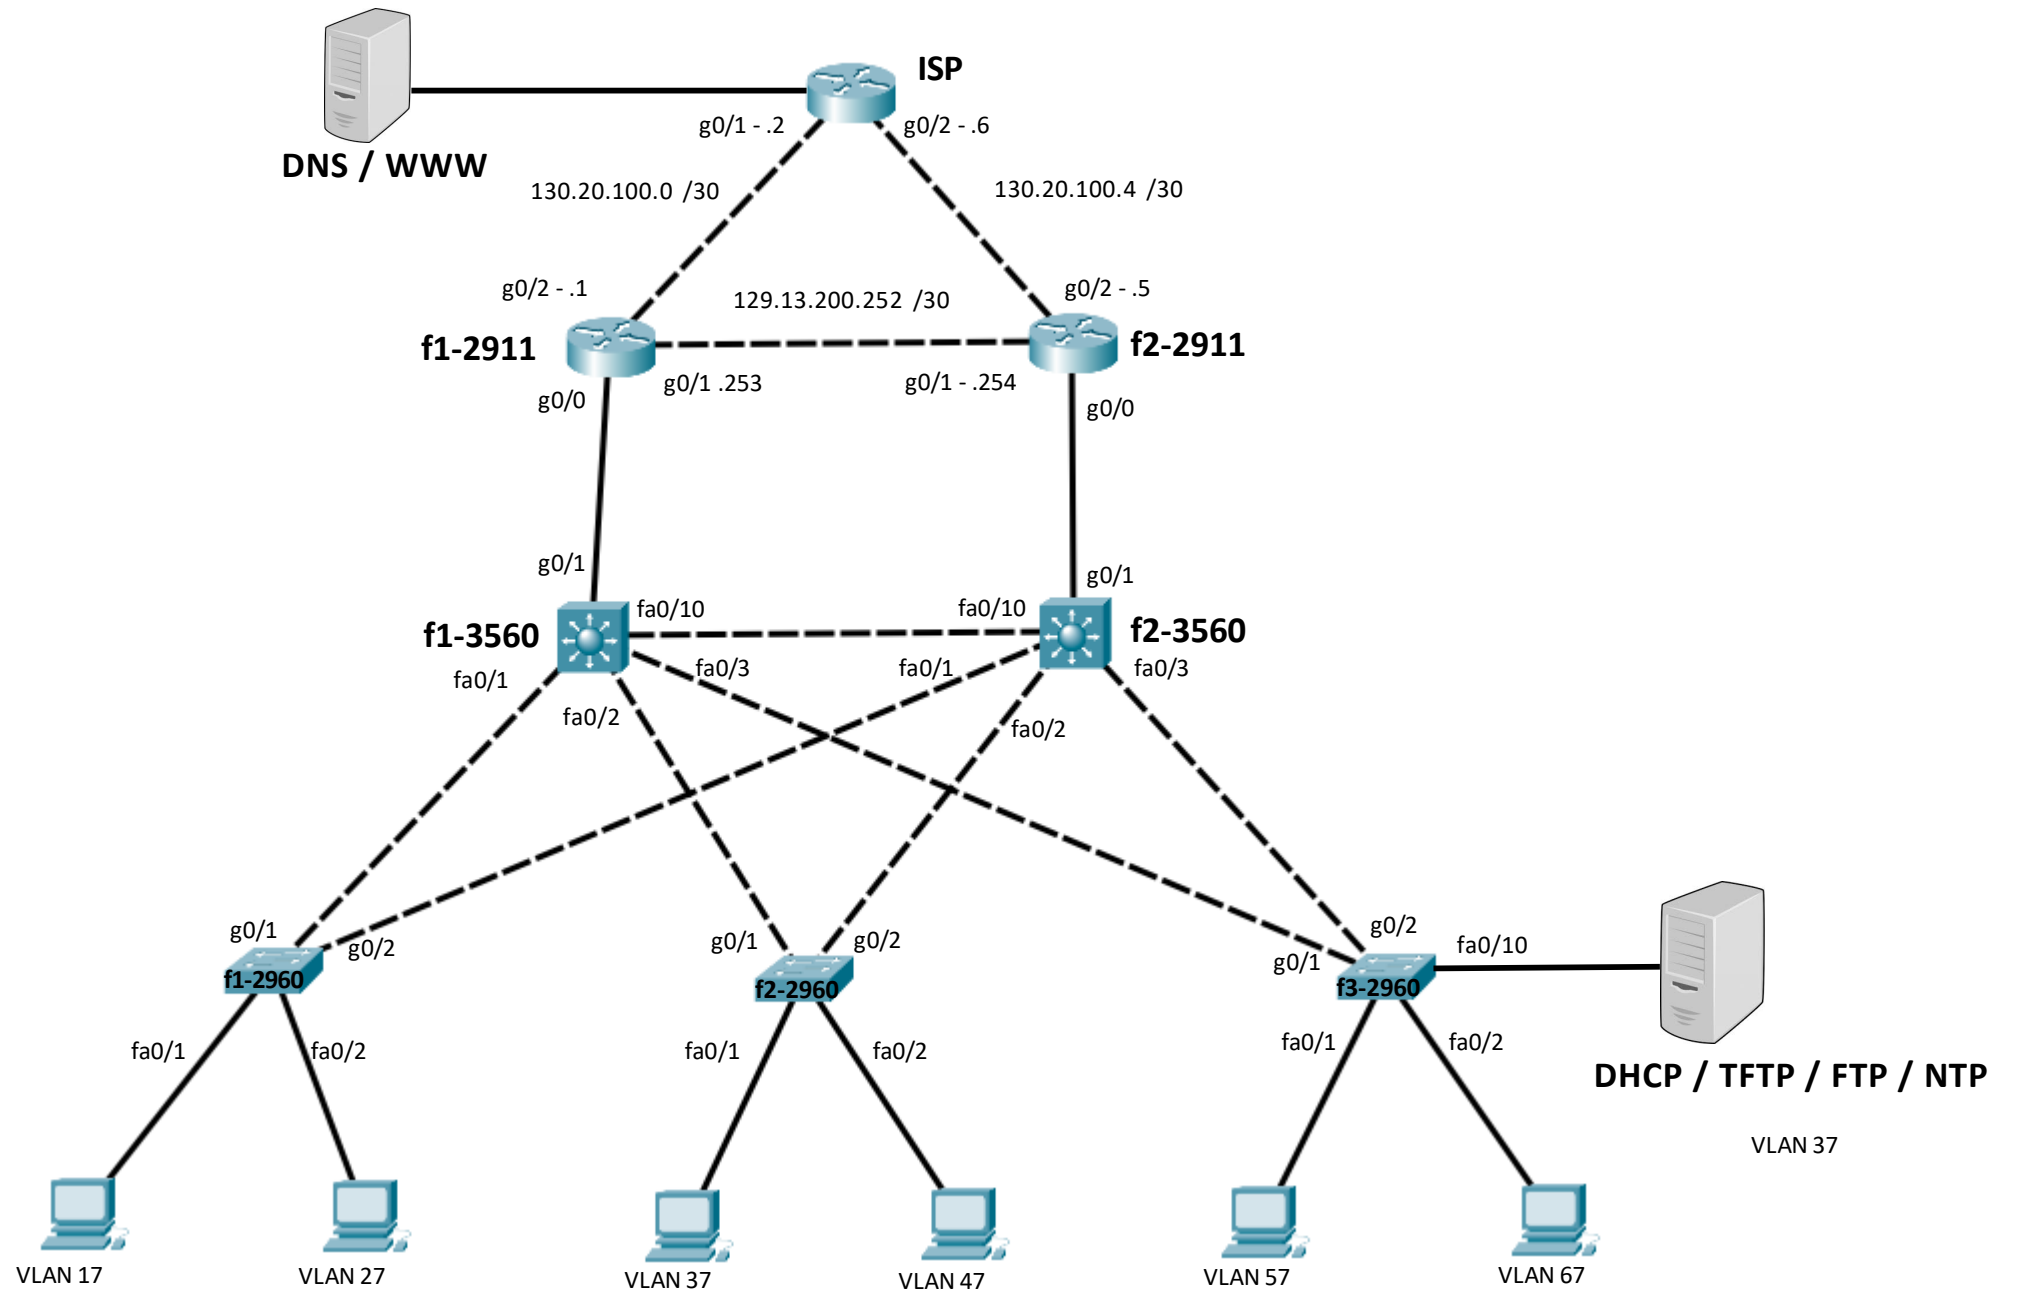 ISP
g0/1 - .2
g0/2 - .6
DNS / WWW
130.20.100.0 /30
130.20.100.4 /30
g0/2 - .1
129.13.200.252 /30
g0/2 - .5
f1-2911
f2-2911
g0/0
g0/1 .253
g0/1 - .254
g0/0
g0/1
g0/1
f1-3560
fa0/10
fa0/10
f2-3560
fa0/1
fa0/3
fa0/1
fa0/3
fa0/2
fa0/2
g0/1
g0/2
g0/1
g0/2
g0/2
g0/1
fa0/10
f1-2960
f2-2960
f3-2960
fa0/1
fa0/2
fa0/1
fa0/2
fa0/1
fa0/2
DHCP / TFTP / FTP / NTP
VLAN 37
VLAN 17
VLAN 27
VLAN 37
VLAN 47
VLAN 57
VLAN 67